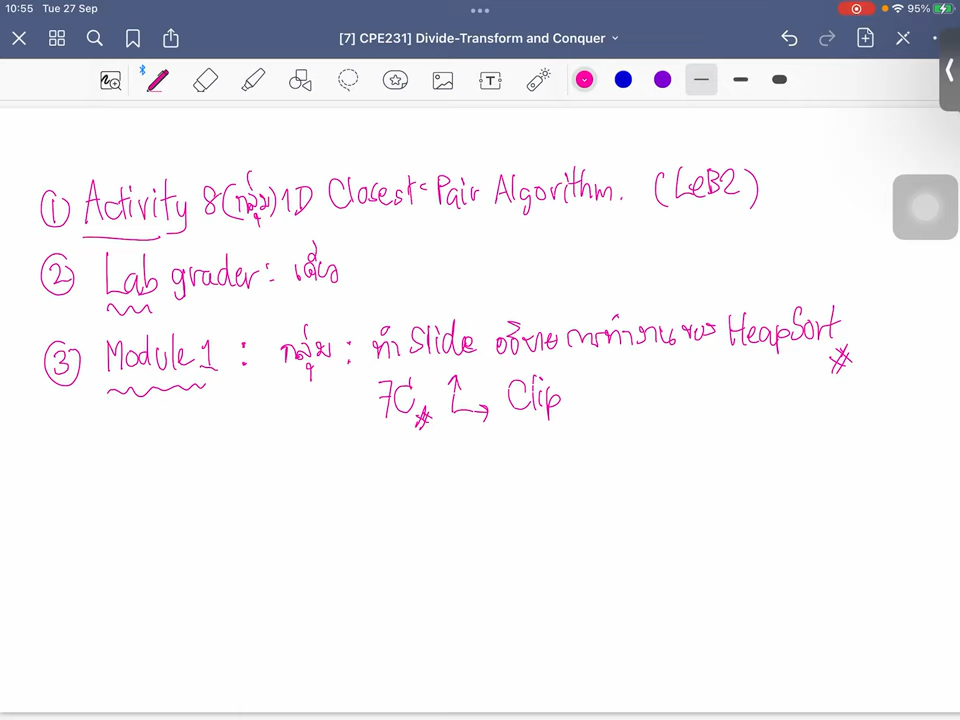 10:55 Tue 27 Sep
95%
[7] CPE231] Divide-Transform and Conquer
① Activity 8 (กลุ่ม) 1D Closest-Pair Algorithm. (LEB2)
② Lab grader: เดี่ยว
③ Module 1 : กลุ่ม : ทำ Slide อธิบาย การทำงานของ HeapSort #
7C # Clip